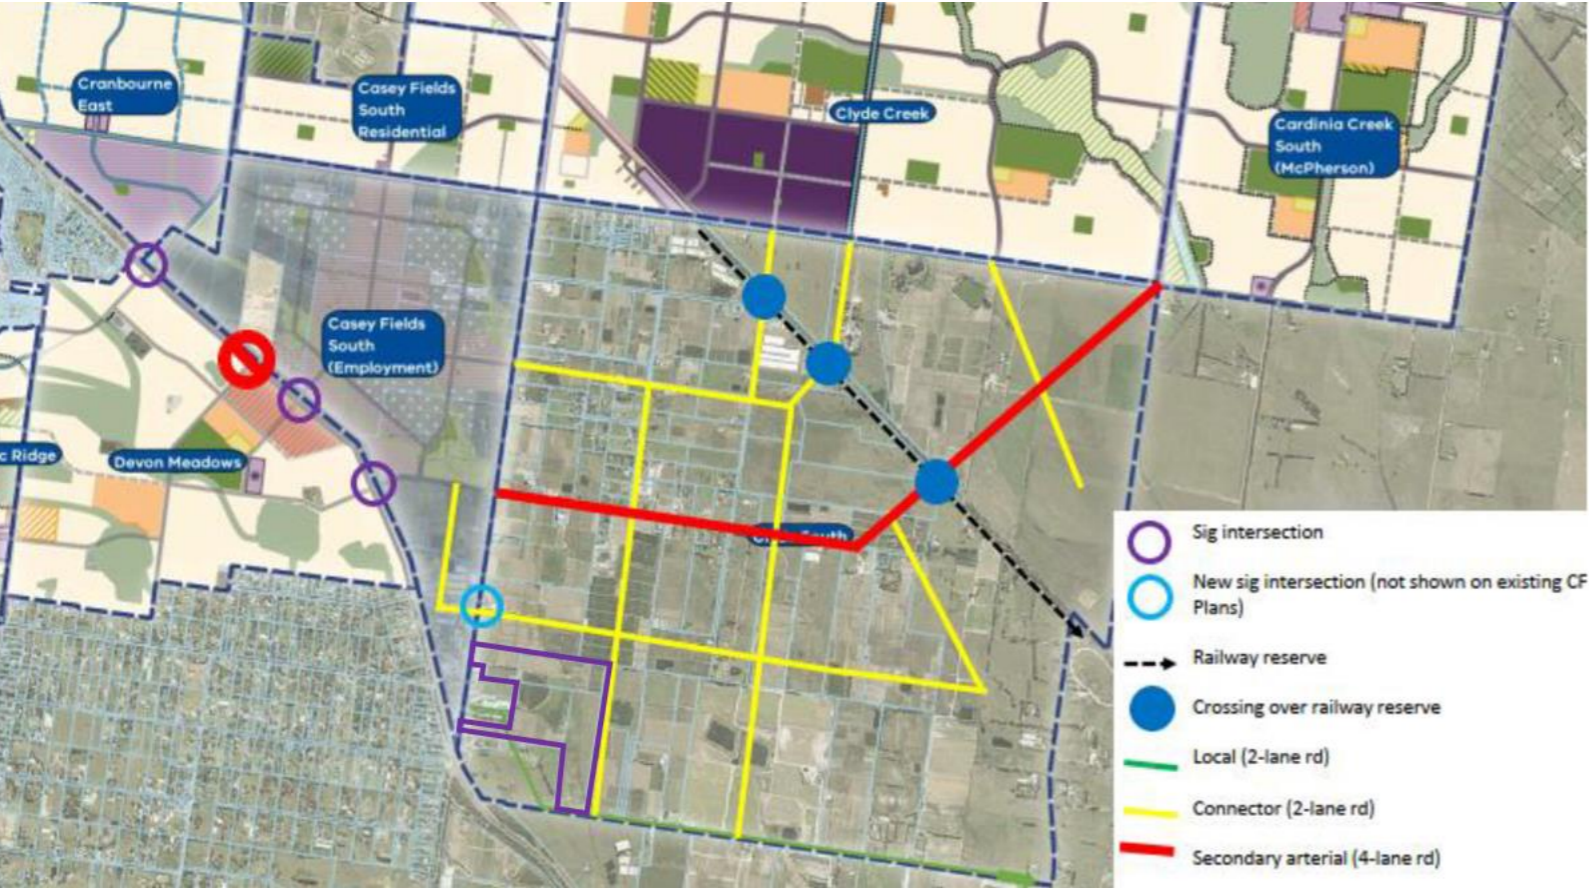 Cranbourne
East
Casey Fields
South
Residential
Clyde Creek
Cardinia Creek
South
(McPherson)
Casey Fields
South
(Employment)
c Ridge
Devon Meadows
South
Sig intersection
New sig intersection (not shown on existing CF
Plans)
Railway reserve
Crossing over railway reserve
Local (2-lane rd)
Connector (2-lane rd)
Secondary arterial (4-lane rd)